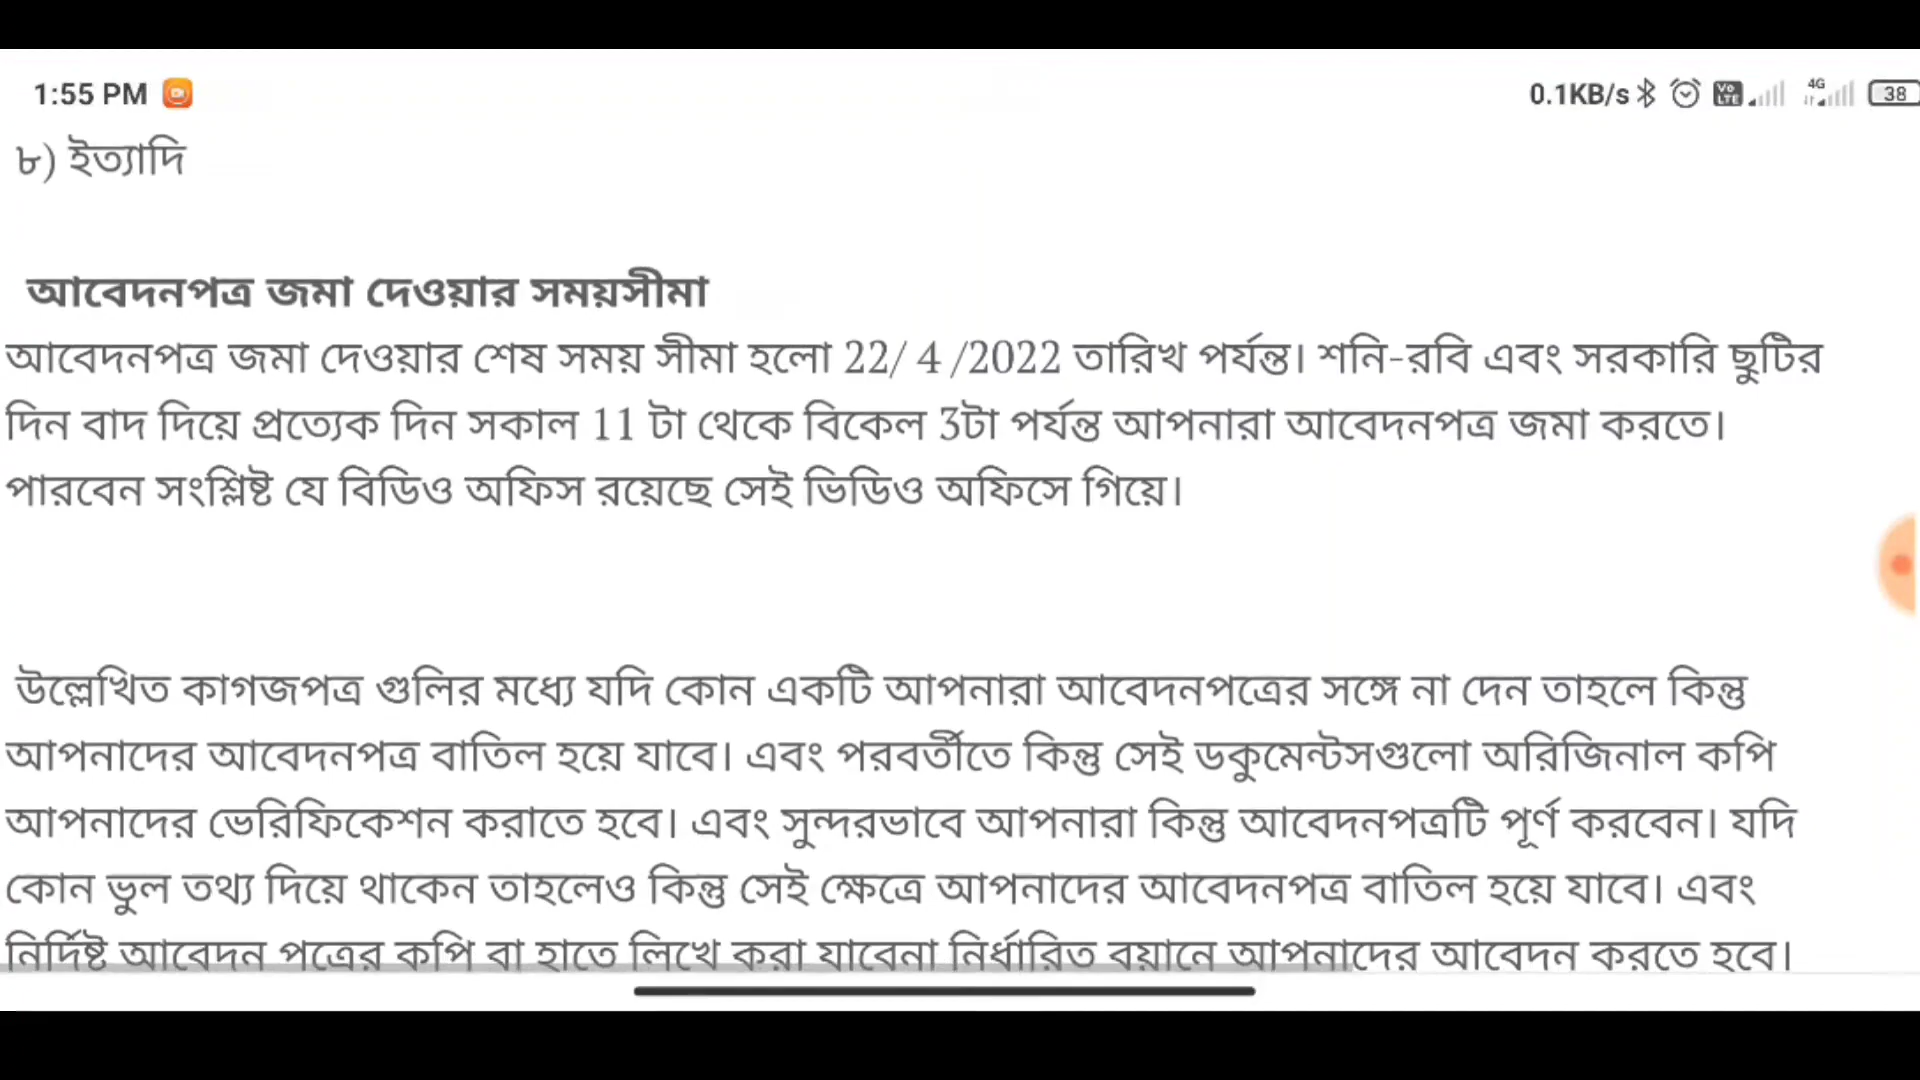 1:55 PM
0.1KB/s Vo LTE 4G 38
৮) ইত্যাদি
আবেদনপত্র জমা দেওয়ার সময়সীমা
আবেদনপত্র জমা দেওয়ার শেষ সময় সীমা হলো 22/ 4 /2022 তারিখ পর্যন্ত। শনি-রবি এবং সরকারি ছুটির
দিন বাদ দিয়ে প্রত্যেক দিন সকাল 11 টা থেকে বিকেল 3টা পর্যন্ত আপনারা আবেদনপত্র জমা করতে।
পারবেন সংশ্লিষ্ট যে বিডিও অফিস রয়েছে সেই ভিডিও অফিসে গিয়ে।
উল্লেখিত কাগজপত্র গুলির মধ্যে যদি কোন একটি আপনারা আবেদনপত্রের সঙ্গে না দেন তাহলে কিন্তু
আপনাদের আবেদনপত্র বাতিল হয়ে যাবে। এবং পরবর্তীতে কিন্তু সেই ডকুমেন্টসগুলো অরিজিনাল কপি
আপনাদের ভেরিফিকেশন করাতে হবে। এবং সুন্দরভাবে আপনারা কিন্তু আবেদনপত্রটি পূর্ণ করবেন। যদি
কোন ভুল তথ্য দিয়ে থাকেন তাহলেও কিন্তু সেই ক্ষেত্রে আপনাদের আবেদনপত্র বাতিল হয়ে যাবে। এবং
নির্দিষ্ট আবেদন পত্রের কপি বা হাতে লিখে করা যাবেনা নির্ধারিত বয়ানে আপনাদের আবেদন করতে হবে।